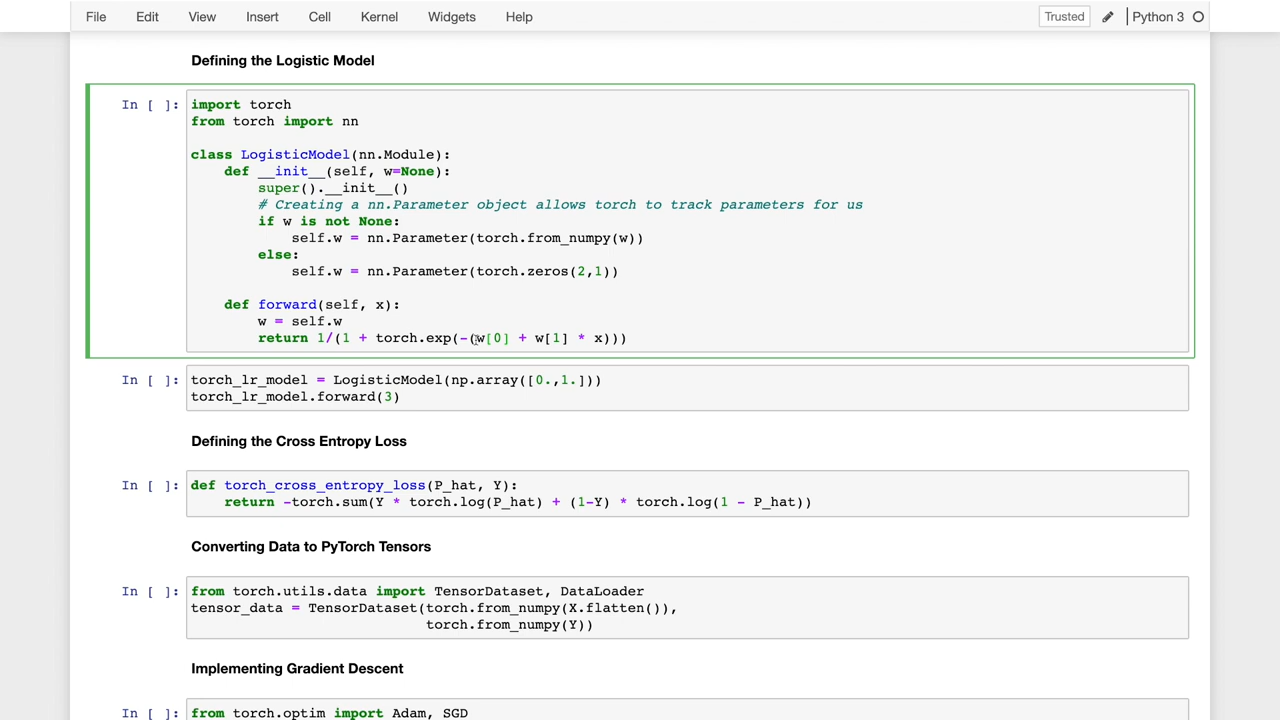 File Edit View Insert Cell Kernel Widgets Help Trusted Python 3
Defining the Logistic Model
In [ ]: import torch
from torch import nn
class LogisticModel(nn.Module):
    def __init__(self, w=None):
        super().__init__()
        # Creating a nn.Parameter object allows torch to track parameters for us
        if w is not None:
            self.w = nn.Parameter(torch.from_numpy(w))
        else:
            self.w = nn.Parameter(torch.zeros(2,1))
    def forward(self, x):
        w = self.w
        return 1/(1 + torch.exp(-(w[0] + w[1] * x)))
In [ ]: torch_lr_model = LogisticModel(np.array([0.,1.]))
torch_lr_model.forward(3)
Defining the Cross Entropy Loss
In [ ]: def torch_cross_entropy_loss(P_hat, Y):
    return -torch.sum(Y * torch.log(P_hat) + (1-Y) * torch.log(1 - P_hat))
Converting Data to PyTorch Tensors
In [ ]: from torch.utils.data import TensorDataset, DataLoader
tensor_data = TensorDataset(torch.from_numpy(X.flatten()),
                            torch.from_numpy(Y))
Implementing Gradient Descent
In [ ]: from torch.optim import Adam, SGD